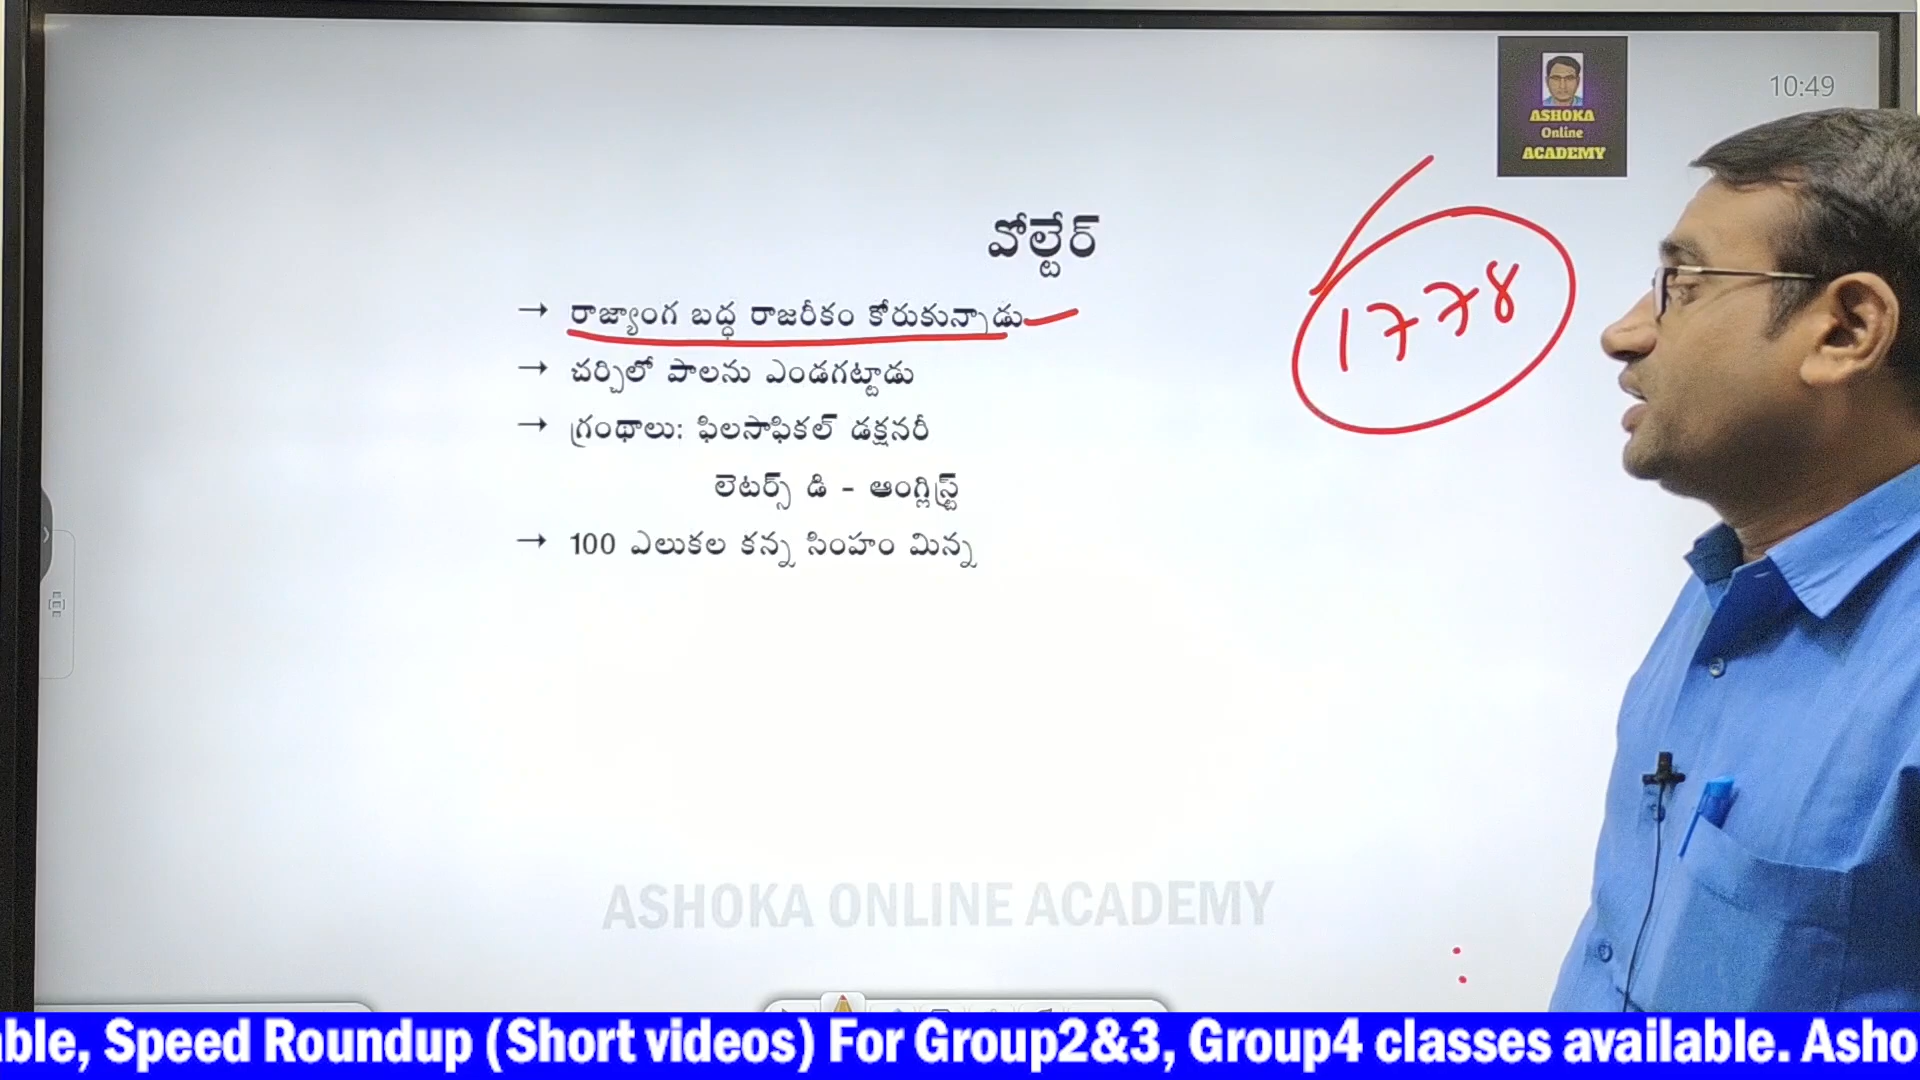 ASHOKA
Online
ACADEMY
10:49
వోల్టేర్
1778
→ రాజ్యాంగ బద్ధ రాజరీకం కోరుకున్నాడు
→ చర్చిలో పాలను ఎండగట్టాడు
→ గ్రంథాలు: ఫిలసాఫికల్ డక్షనరీ
లెటర్స్ డి - ఆంగ్లిస్ట్ర్
→ 100 ఎలుకల కన్న సింహం మిన్న
ASHOKA ONLINE ACADEMY
ble, Speed Roundup (Short videos) For Group2&3, Group4 classes available. Asho